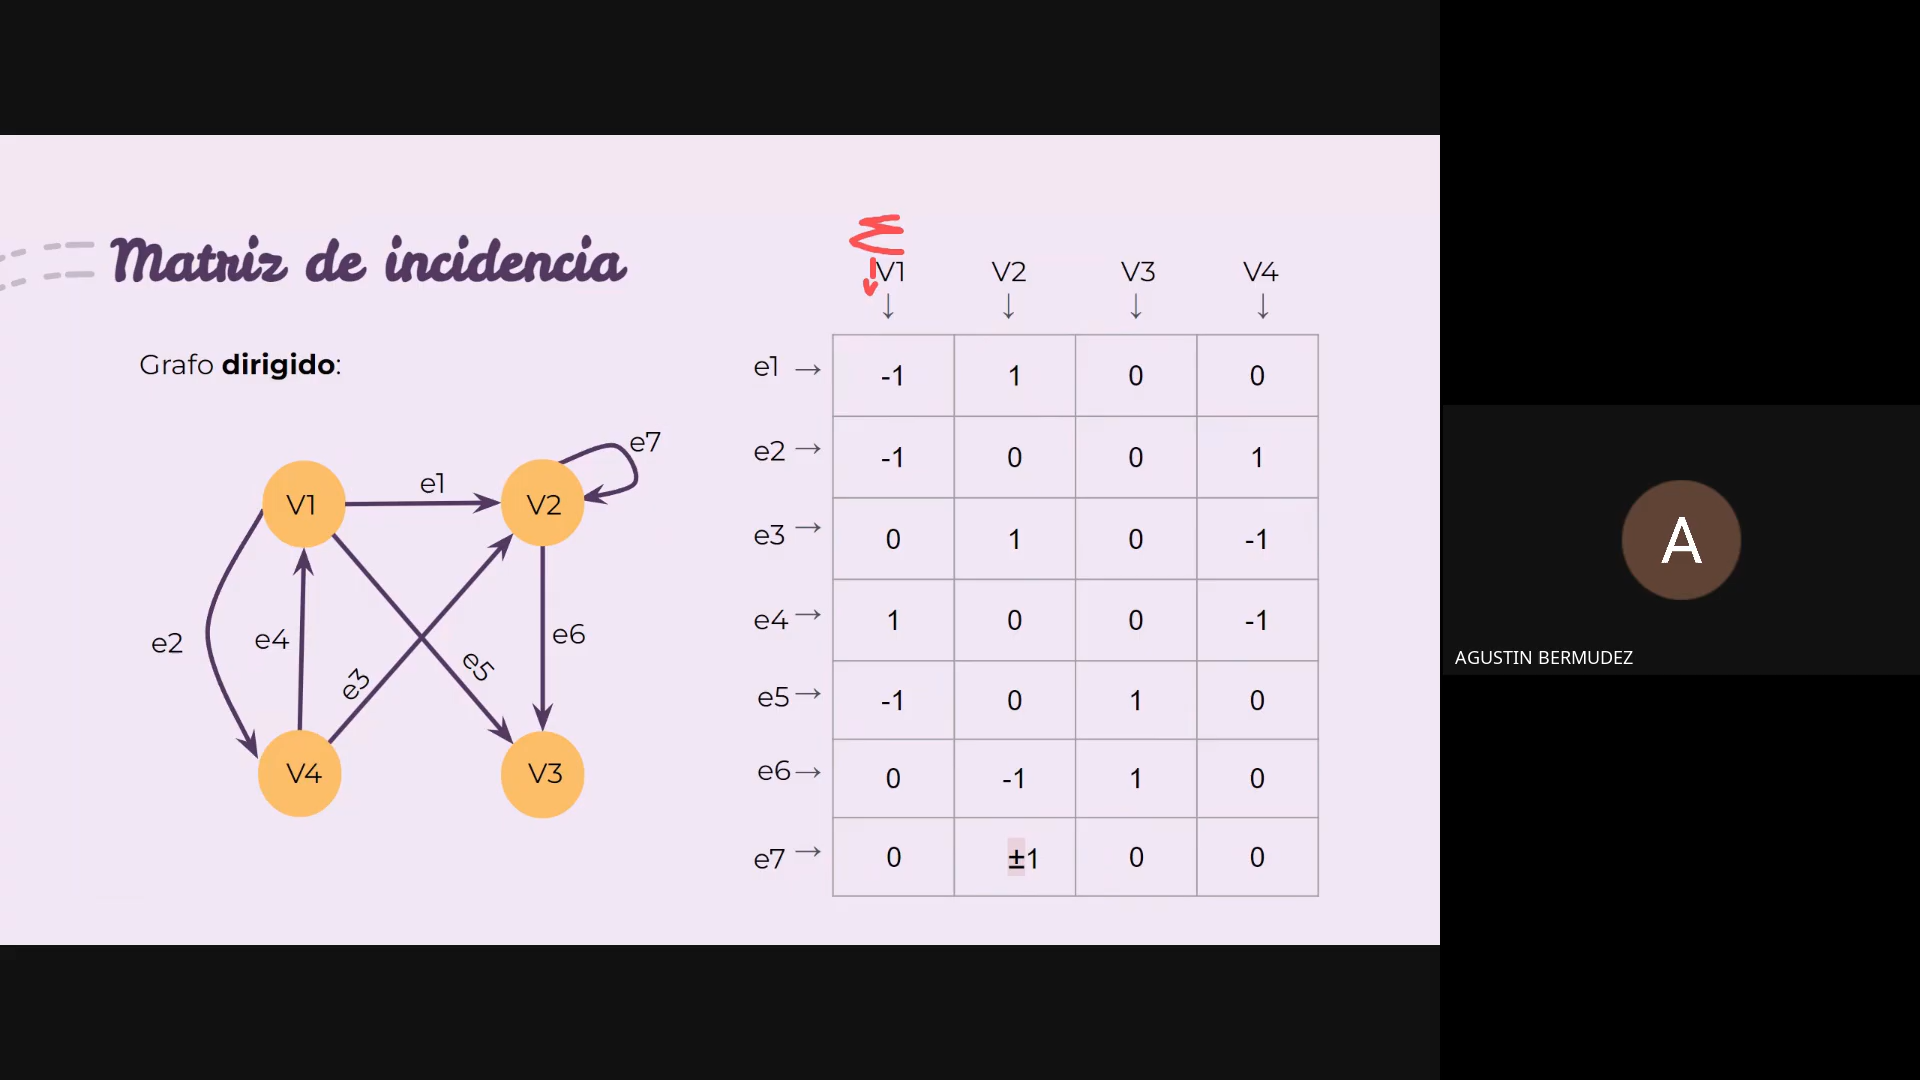 Matriz de incidencia
Grafo dirigido:
V1
V2
V3
V4
e1
e2
e3
e4
e5
e6
e7
V1 V2 V3 V4
↓ ↓ ↓ ↓
e1 → -1 1 0 0
e2 → -1 0 0 1
e3 → 0 1 0 -1
e4 → 1 0 0 -1
e5 → -1 0 1 0
e6 → 0 -1 1 0
e7 → 0 ±1 0 0
A
AGUSTIN BERMUDEZ